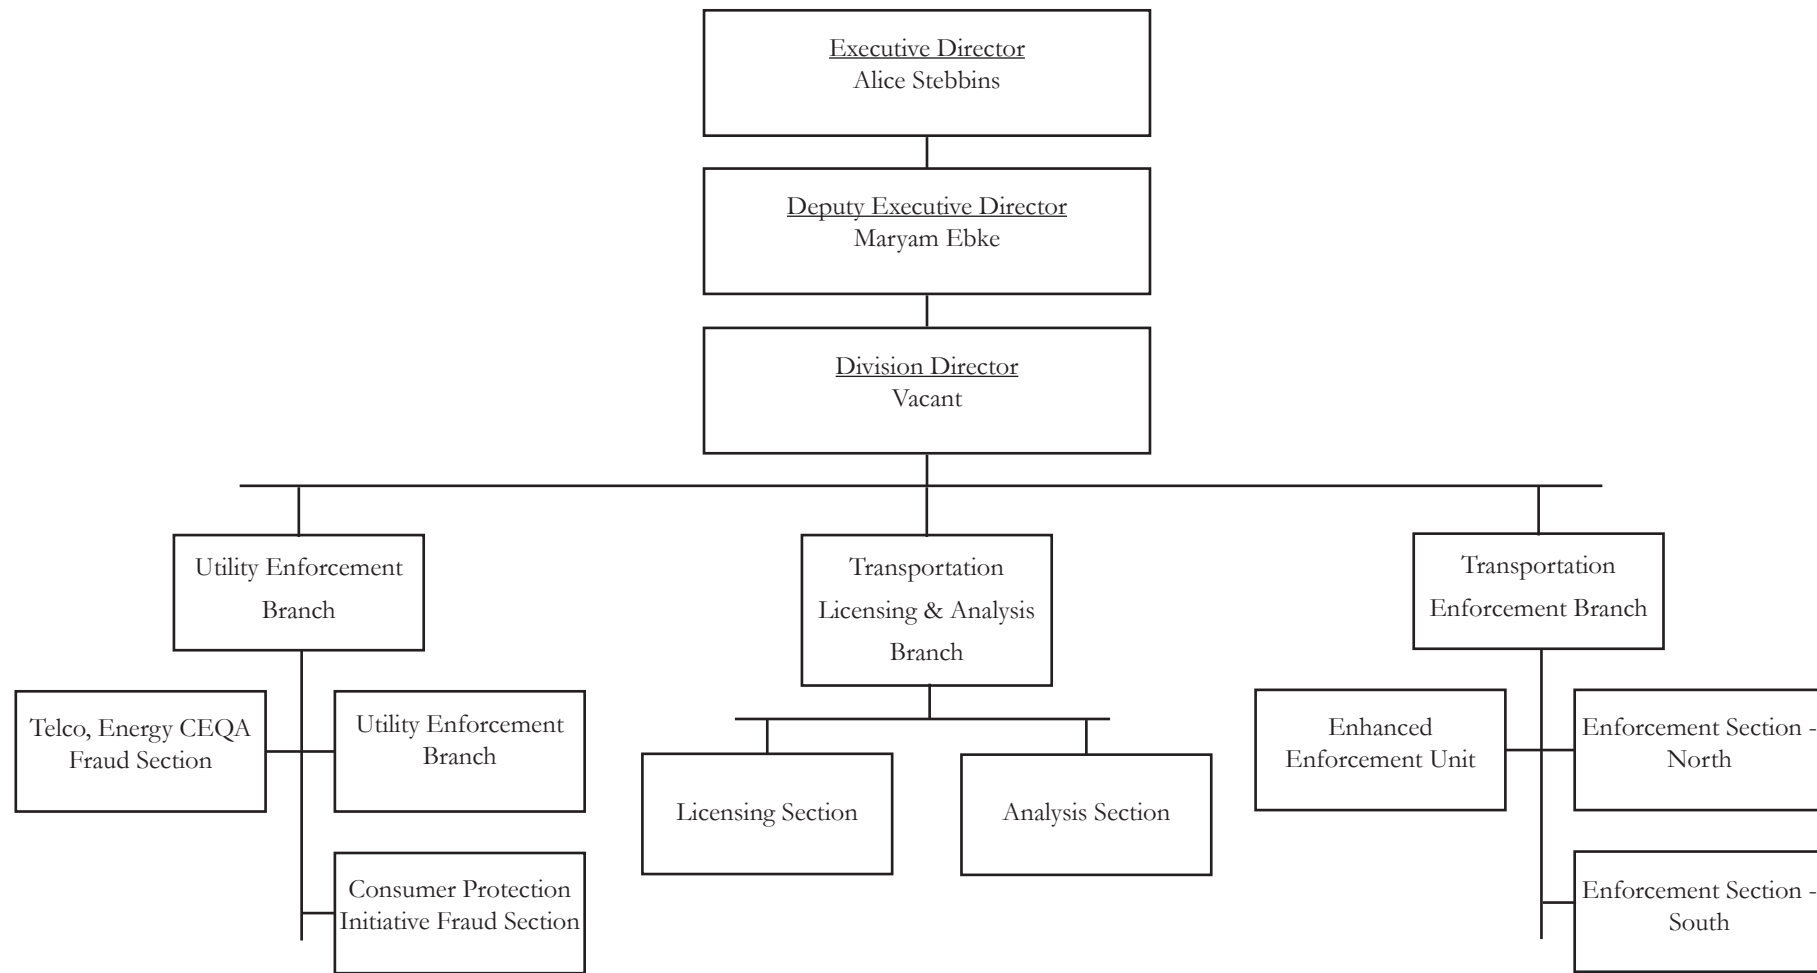 Executive Director
Alice Stebbins
Deputy Executive Director
Maryam Ebke
Division Director
Vacant
Utility Enforcement
Branch
Transportation
Licensing & Analysis
Branch
Transportation
Enforcement Branch
Telco, Energy CEQA
Fraud Section
Utility Enforcement
Branch
Consumer Protection
Initiative Fraud Section
Licensing Section
Analysis Section
Enhanced
Enforcement Unit
Enforcement Section -
North
Enforcement Section -
South